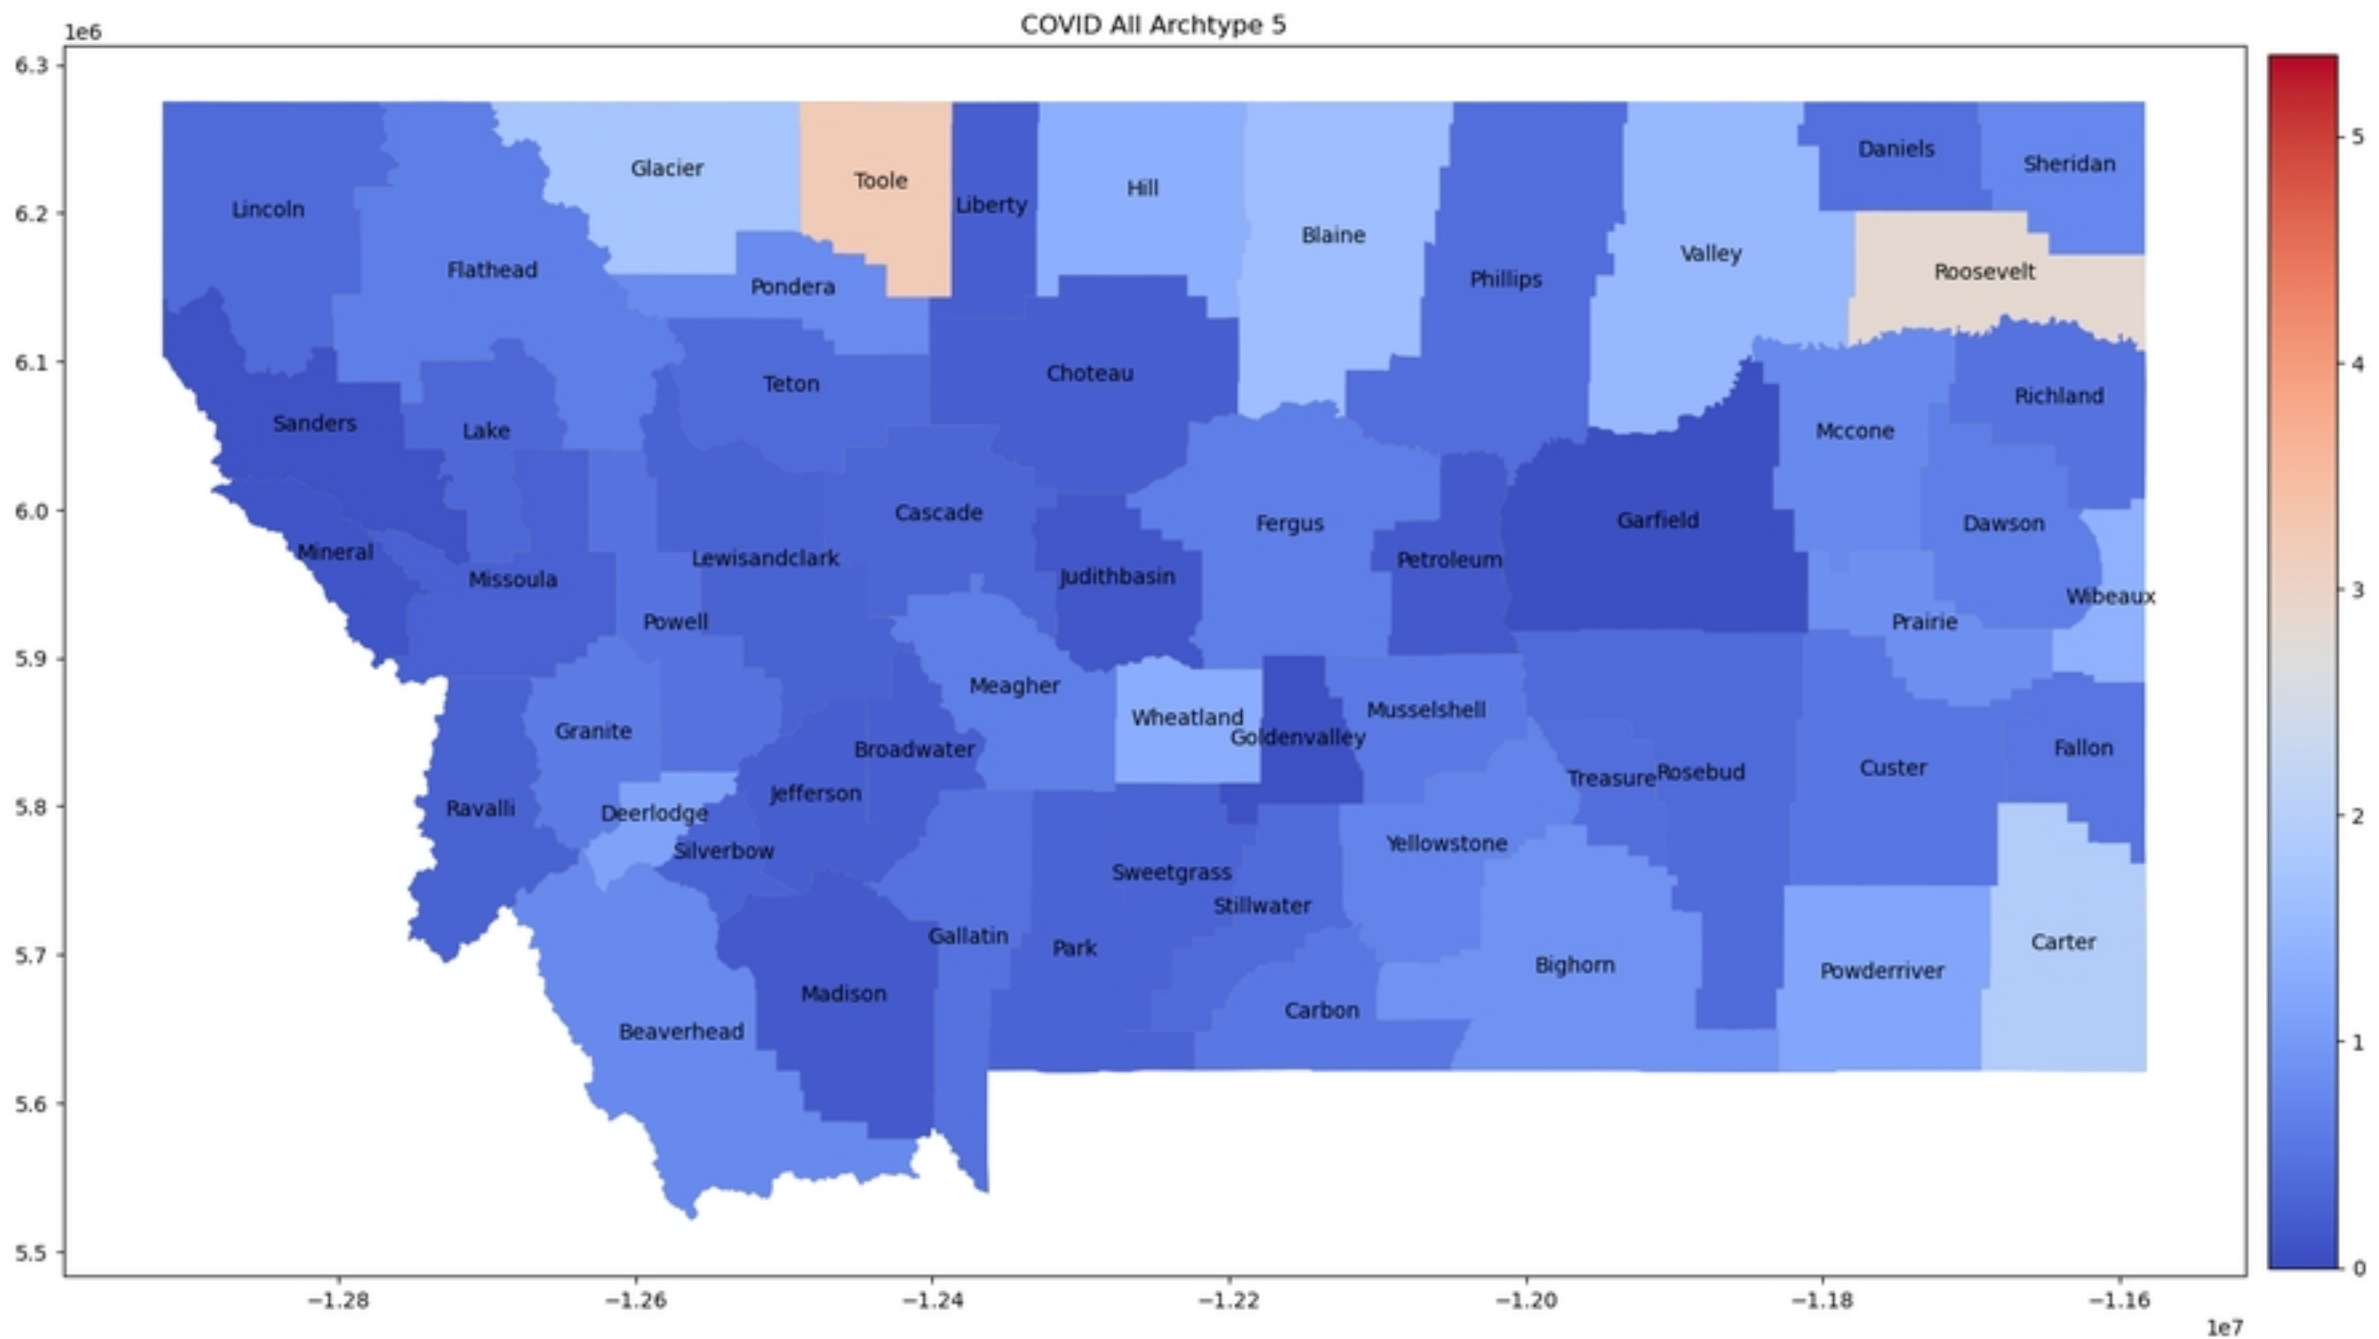 COVID All Archtype 5
1e6
6.3
6.2
6.1
6.0
5.9
5.8
5.7
5.6
5.5
Lincoln
Flathead
Glacier
Toole
Liberty
Hill
Blaine
Phillips
Valley
Daniels
Sheridan
Roosevelt
Pondera
Teton
Choteau
Richland
Mccone
Sanders
Lake
Cascade
Fergus
Garfield
Dawson
Mineral
Missoula
Lewisandclark
Judithbasin
Petroleum
Wibeaux
Powell
Prairie
Meagher
Wheatland
Goldenvalley
Musselshell
Granite
Broadwater
Fallon
Jefferson
Treasure
Rosebud
Custer
Ravalli
Deerlodge
Silverbow
Yellowstone
Sweetgrass
Stillwater
Gallatin
Park
Bighorn
Powderriver
Carter
Madison
Carbon
Beaverhead
−1.28
−1.26
−1.24
−1.22
−1.20
−1.18
−1.16
1e7
5
4
3
2
1
0